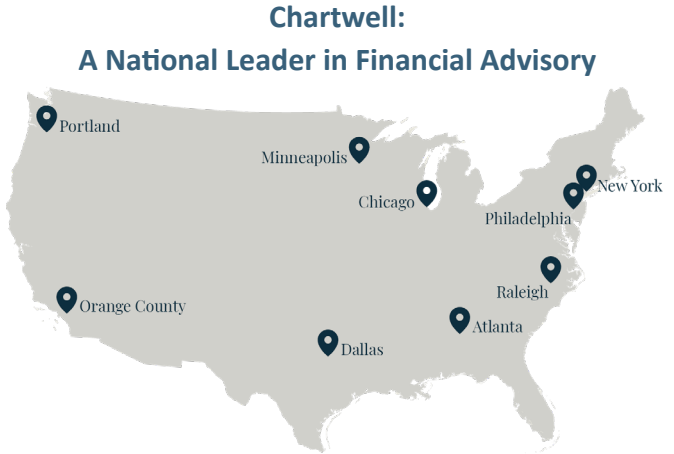 Chartwell:
A National Leader in Financial Advisory
Portland
Minneapolis
Chicago
New York
Philadelphia
Raleigh
Orange County
Atlanta
Dallas